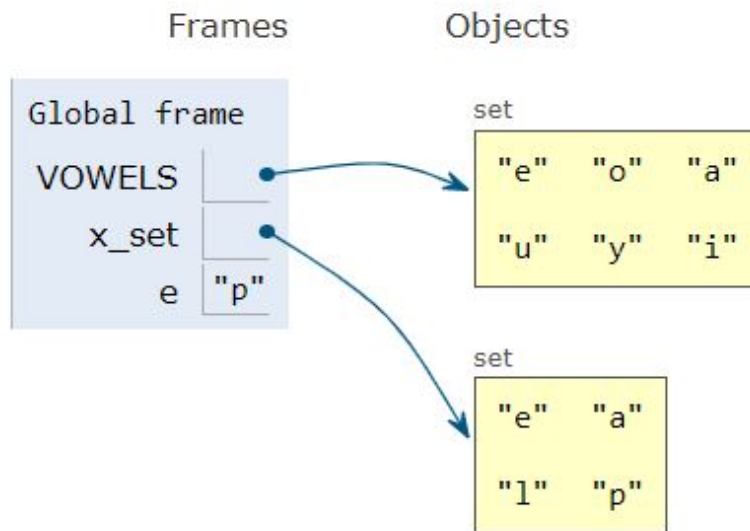 Frames Objects
Global frame
VOWELS
x_set
e "p"
set
"e" "o" "a"
"u" "y" "i"
set
"e" "a"
"l" "p"